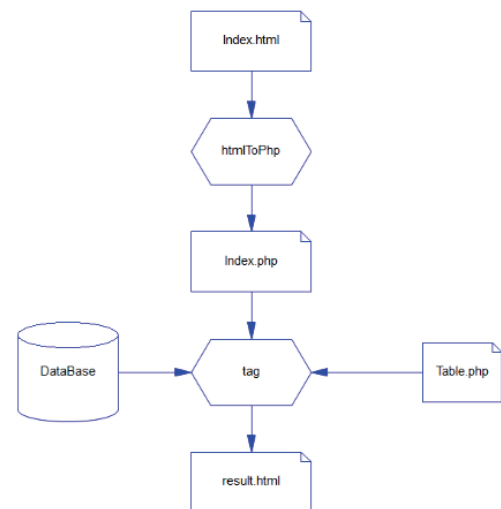 Index.html
htmlToPhp
Index.php
DataBase
tag
Table.php
result.html